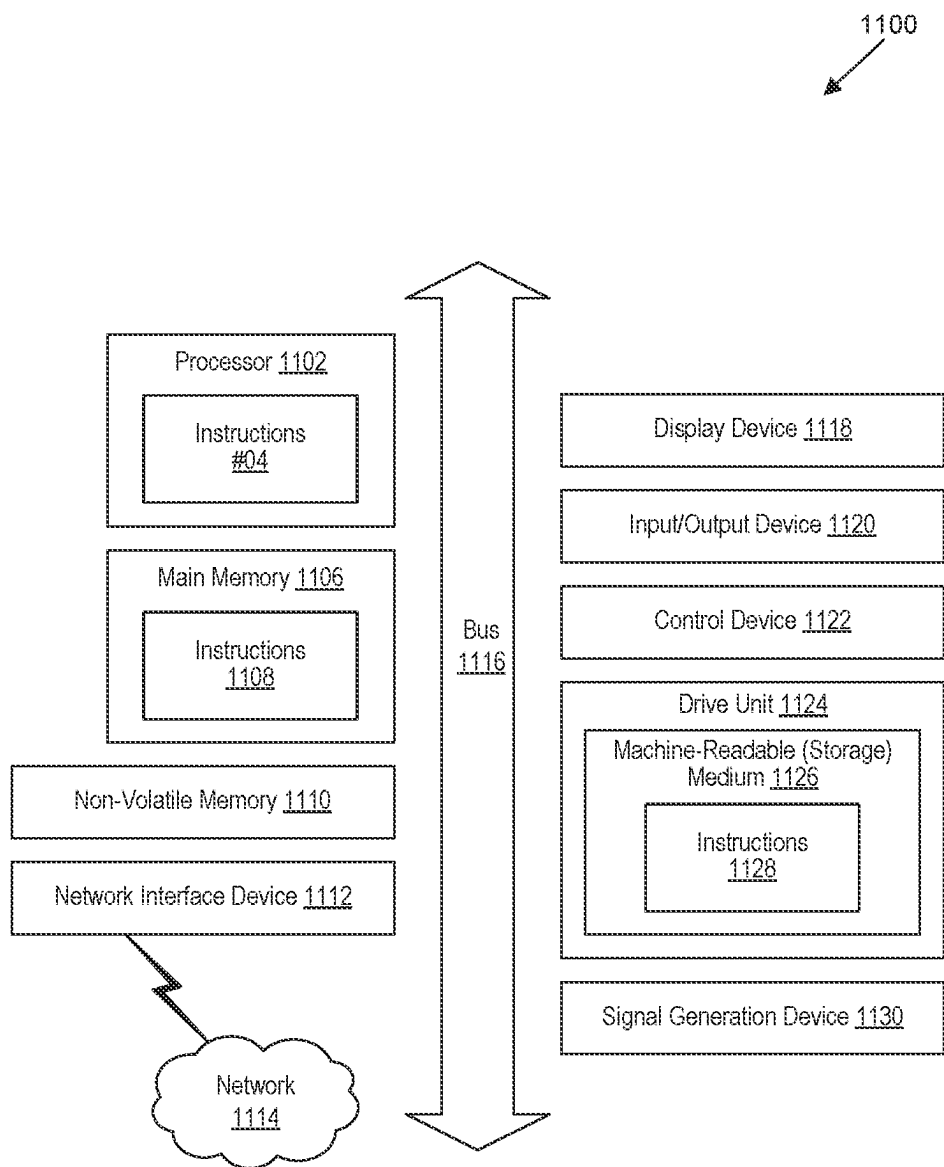 1100
Processor 1102
Instructions
#04
Main Memory 1106
Instructions
1108
Non-Volatile Memory 1110
Network Interface Device 1112
Network
1114
Bus
1116
Display Device 1118
Input/Output Device 1120
Control Device 1122
Drive Unit 1124
Machine-Readable (Storage)
Medium 1126
Instructions
1128
Signal Generation Device 1130